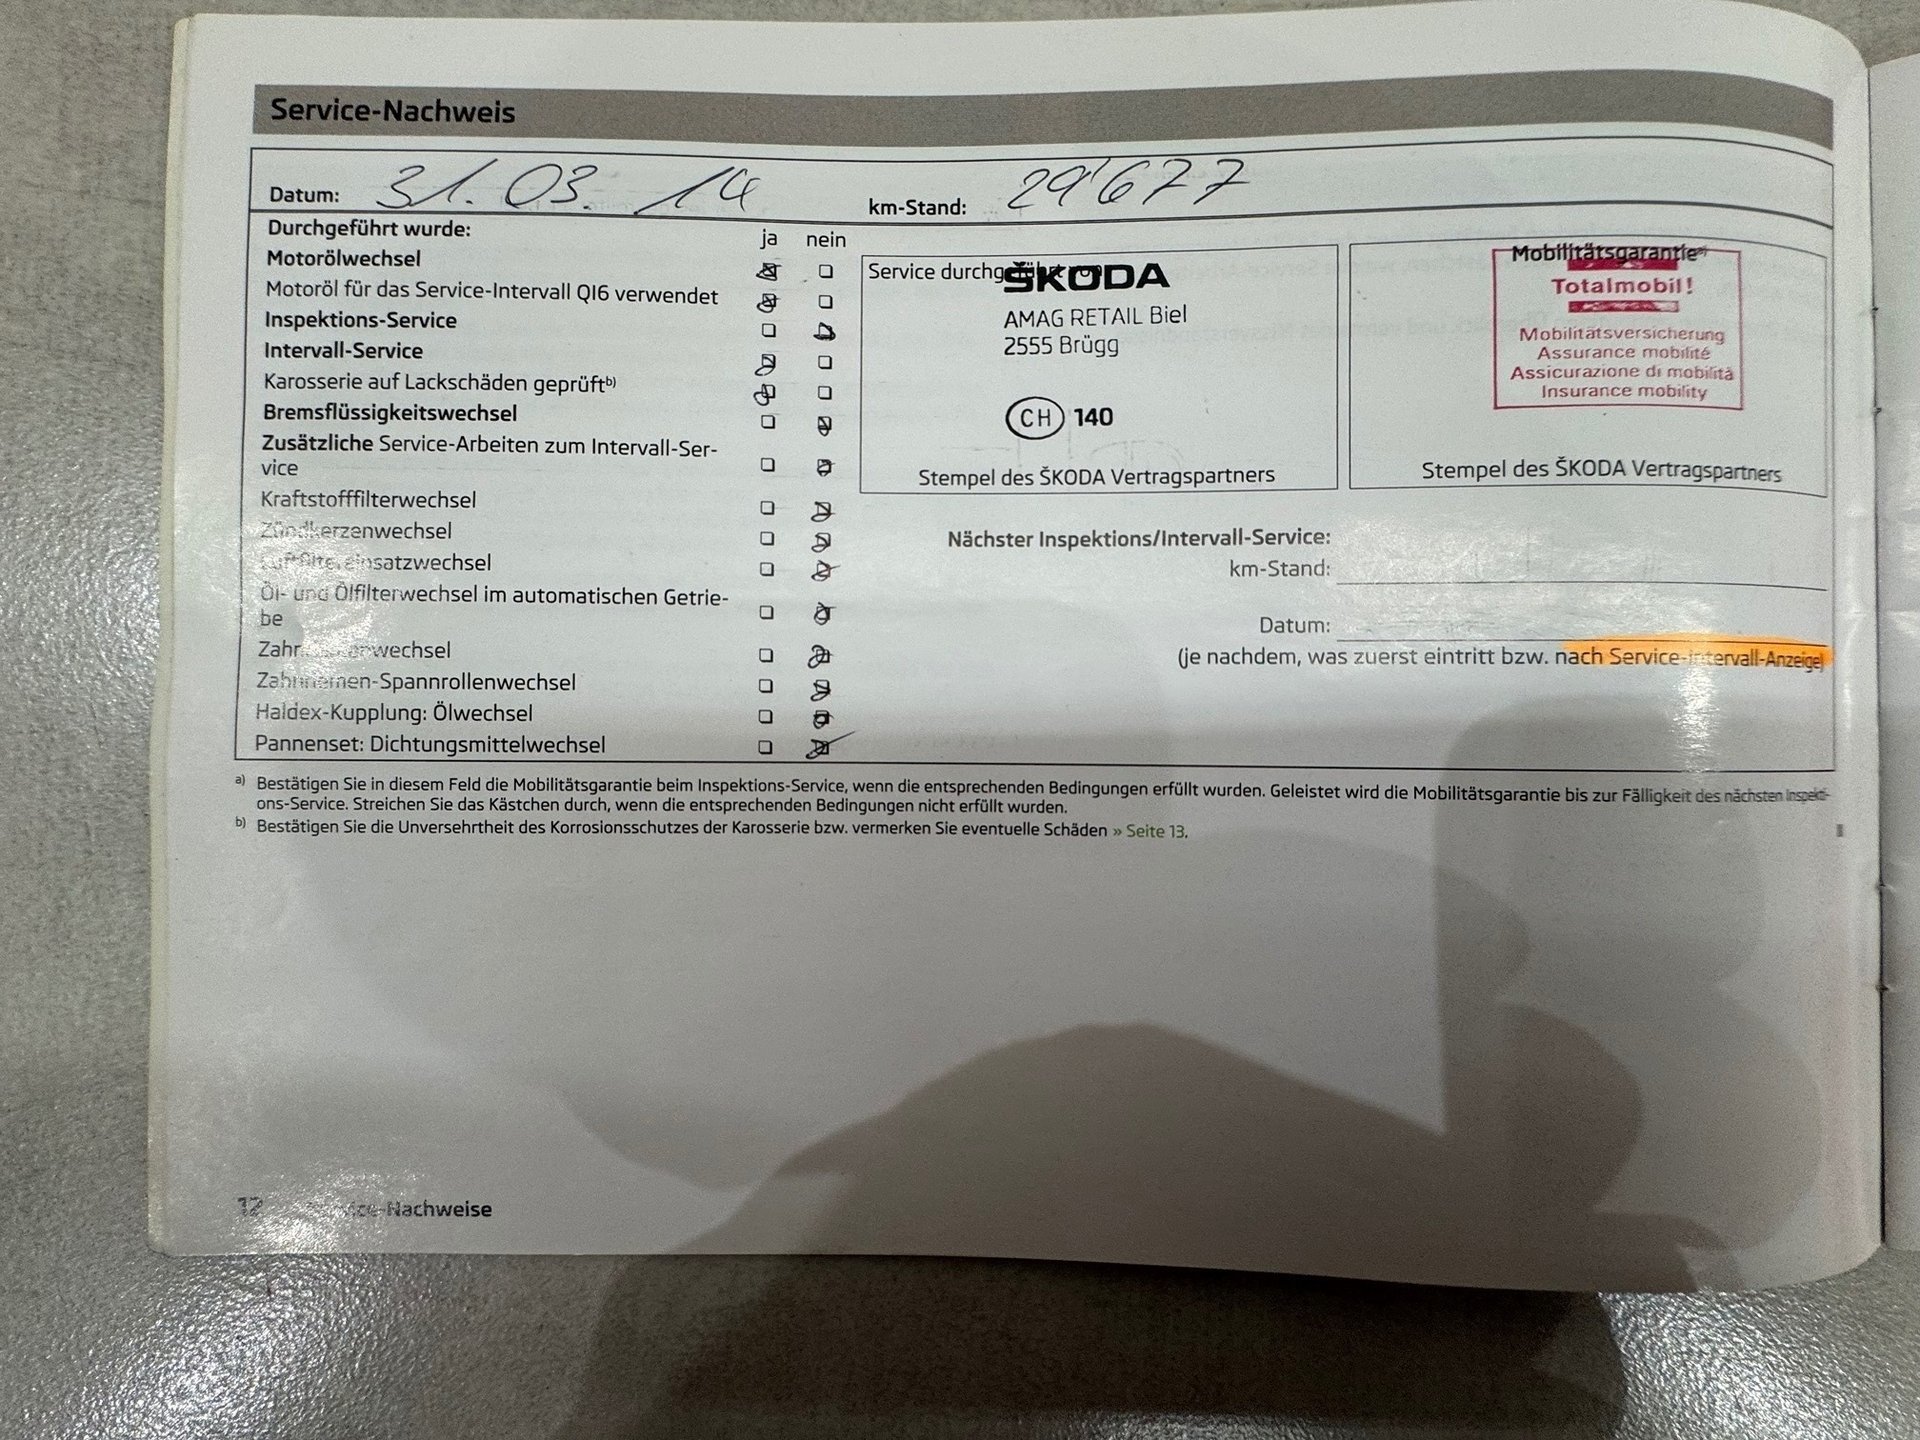 Service-Nachweis
Datum: 31.03.14 km-Stand: 29'677
Durchgeführt wurde: ja nein
Motorölwechsel
Motoröl für das Service-Intervall QI6 verwendet
Inspektions-Service
Intervall-Service
Karosserie auf Lackschäden geprüft b)
Bremsflüssigkeitswechsel
Zusätzliche Service-Arbeiten zum Intervall-Ser-
vice
Kraftstofffilterwechsel
Zündkerzenwechsel
Luftfiltereinsatzwechsel
Öl- und Ölfilterwechsel im automatischen Getrie-
be
Zahnriemenwechsel
Zahnriemen-Spannrollenwechsel
Haldex-Kupplung: Ölwechsel
Pannenset: Dichtungsmittelwechsel
Service durchgeführt von
ŠKODA
AMAG RETAIL Biel
2555 Brügg
CH 140
Stempel des ŠKODA Vertragspartners
Mobilitätsgarantie a)
Totalmobil!
Mobilitätsversicherung
Assurance mobilité
Assicurazione di mobilità
Insurance mobility
Stempel des ŠKODA Vertragspartners
Nächster Inspektions/Intervall-Service:
km-Stand:
Datum:
(je nachdem, was zuerst eintritt bzw. nach Service-Intervall-Anzeige)
a) Bestätigen Sie in diesem Feld die Mobilitätsgarantie beim Inspektions-Service, wenn die entsprechenden Bedingungen erfüllt wurden. Geleistet wird die Mobilitätsgarantie bis zur Fälligkeit des nächsten Inspekti-
ons-Service. Streichen Sie das Kästchen durch, wenn die entsprechenden Bedingungen nicht erfüllt wurden.
b) Bestätigen Sie die Unversehrtheit des Korrosionsschutzes der Karosserie bzw. vermerken Sie eventuelle Schäden » Seite 13.
12 Service-Nachweise